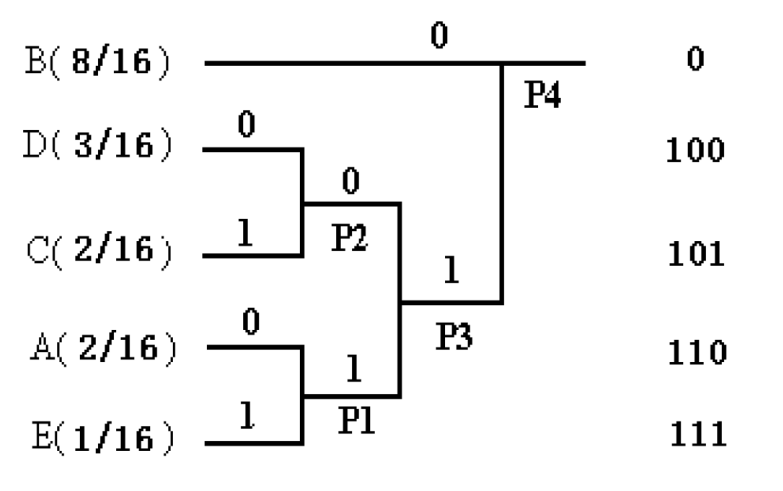 0
B( 8/16) 0
P4
0
D( 3/16) 100
0
1 P2
C( 2/16) 101
1
0 P3
A( 2/16) 110
1
1 P1
E( 1/16) 111